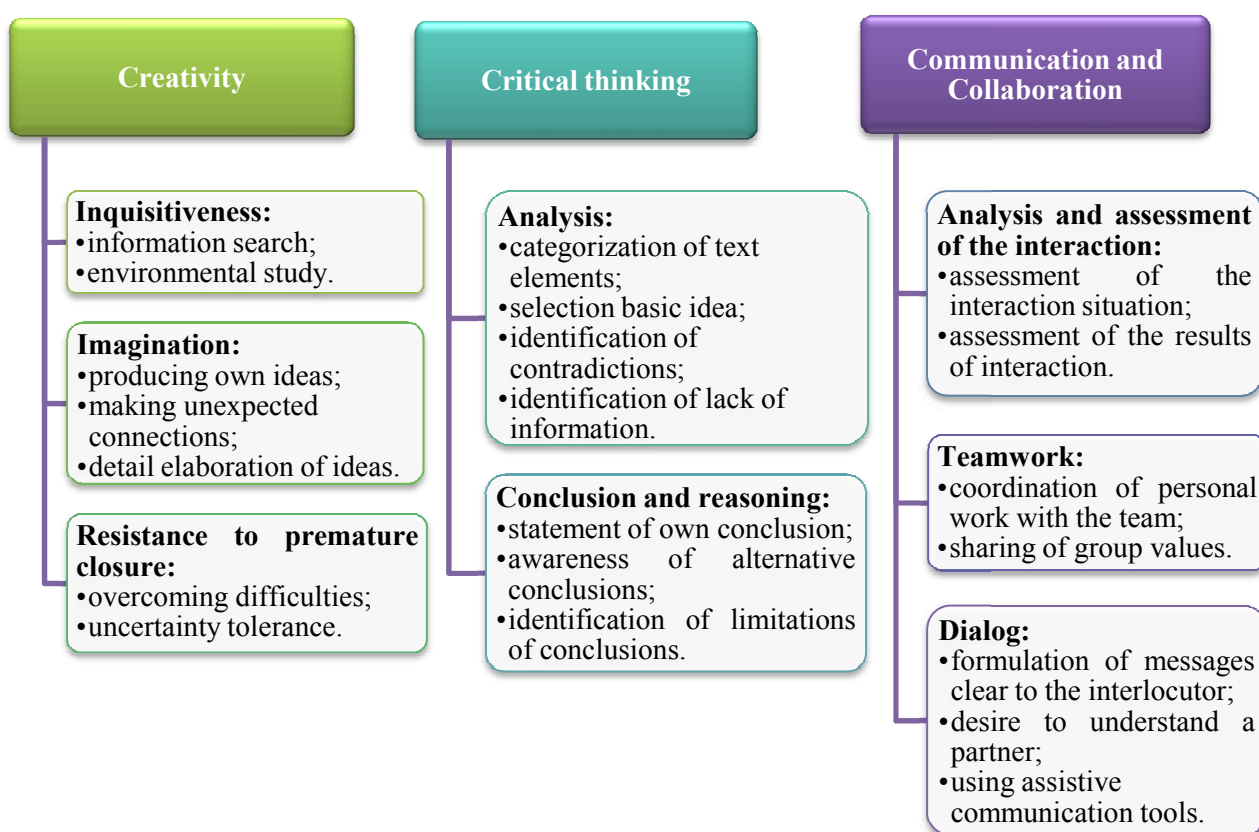 Creativity
Inquisitiveness:
•information search;
•environmental study.
Imagination:
•producing own ideas;
•making unexpected
connections;
•detail elaboration of ideas.
Resistance to premature
closure:
•overcoming difficulties;
•uncertainty tolerance.
Critical thinking
Analysis:
•categorization of text
elements;
•selection basic idea;
•identification of
contradictions;
•identification of lack of
information.
Conclusion and reasoning:
•statement of own conclusion;
•awareness of alternative
conclusions;
•identification of limitations
of conclusions.
Communication and
Collaboration
Analysis and assessment
of the interaction:
•assessment of the
interaction situation;
•assessment of the results
of interaction.
Teamwork:
•coordination of personal
work with the team;
•sharing of group values.
Dialog:
•formulation of messages
clear to the interlocutor;
•desire to understand a
partner;
•using assistive
communication tools.